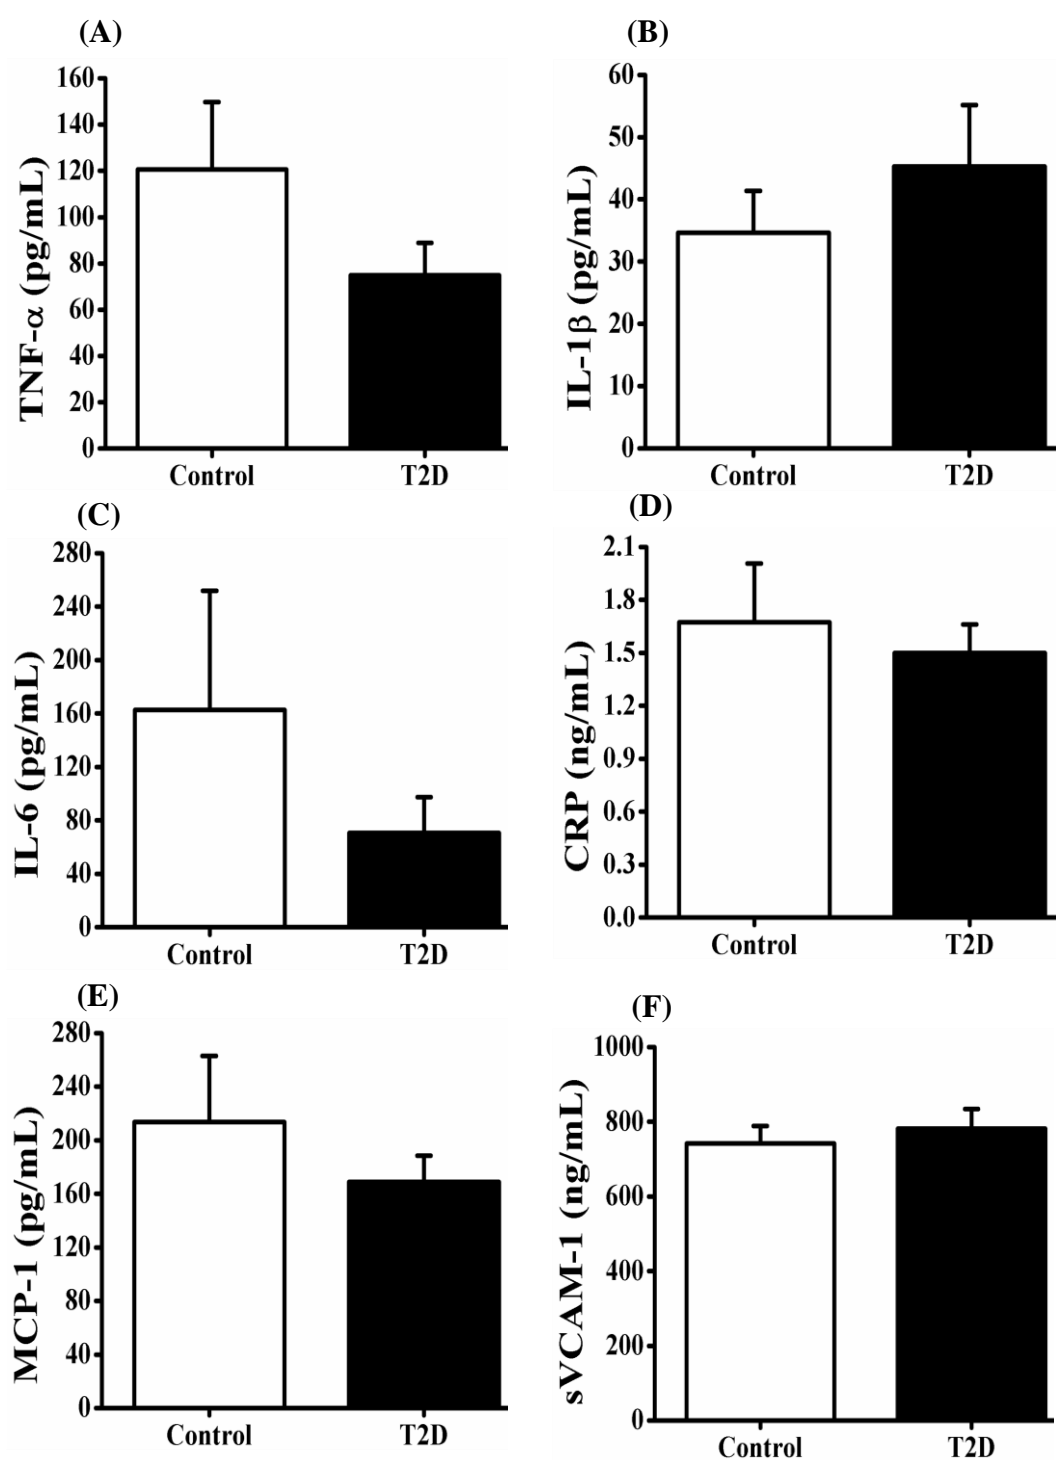 (A)
TNF-α (pg/mL)
160
140
120
100
80
60
40
20
0
Control T2D
(B)
IL-1β (pg/mL)
60
50
40
30
20
10
0
Control T2D
(C)
IL-6 (pg/mL)
280
240
200
160
120
80
40
0
Control T2D
(D)
CRP (ng/mL)
2.1
1.8
1.5
1.2
0.9
0.6
0.3
0.0
Control T2D
(E)
MCP-1 (pg/mL)
280
240
200
160
120
80
40
0
Control T2D
(F)
sVCAM-1 (ng/mL)
1000
800
600
400
200
0
Control T2D